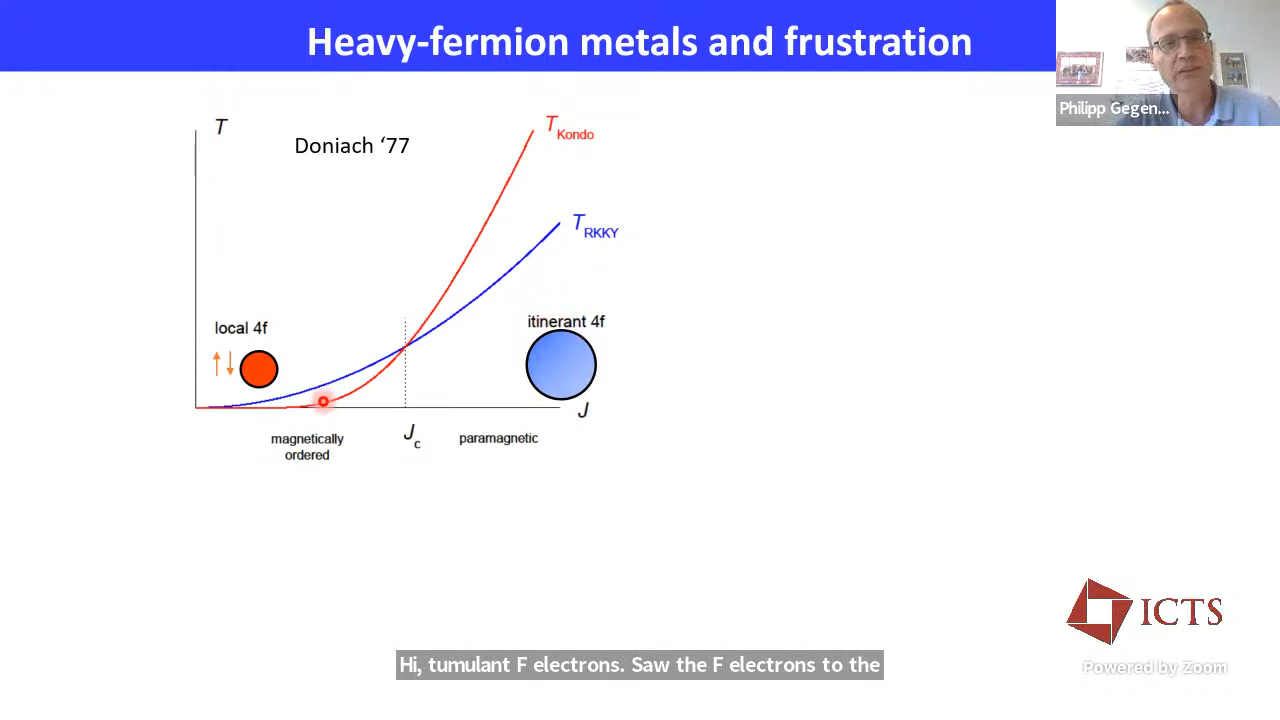 Heavy-fermion metals and frustration
Philipp Gegen...
T
Doniach ‘77
TKondo
TRKKY
local 4f
itinerant 4f
J
magnetically
ordered
Jc
paramagnetic
ICTS
Hi, tumulant F electrons. Saw the F electrons to the
Powered by Zoom